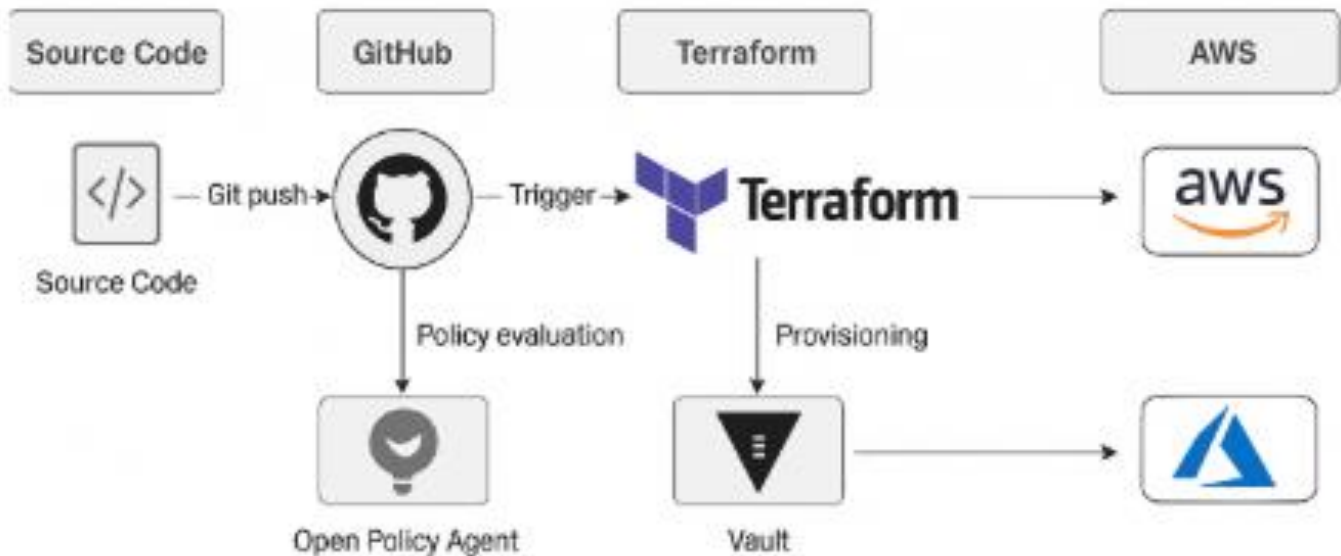 Source Code
GitHub
Terraform
AWS
Git push
Trigger
Terraform
aws
Source Code
Policy evaluation
Provisioning
Open Policy Agent
Vault